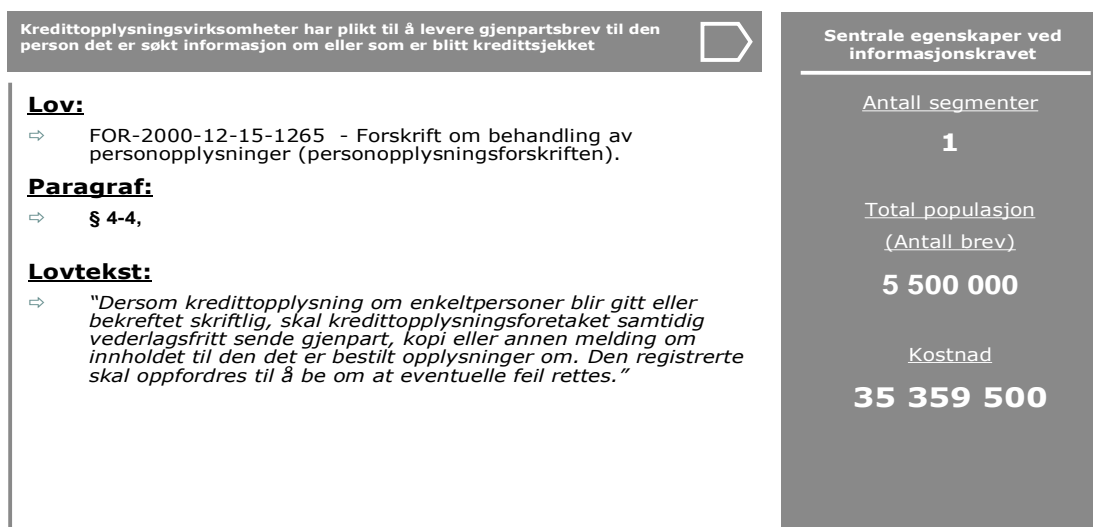 Kredittopplysningsvirksomheter har plikt til å levere gjenpartsbrev til den
person det er søkt informasjon om eller som er blitt kredittsjekket
Lov:
⇨ FOR-2000-12-15-1265 - Forskrift om behandling av
personopplysninger (personopplysningsforskriften).
Paragraf:
⇨ § 4-4,
Lovtekst:
⇨ “Dersom kredittopplysning om enkeltpersoner blir gitt eller
bekreftet skriftlig, skal kredittopplysningsforetaket samtidig
vederlagsfritt sende gjenpart, kopi eller annen melding om
innholdet til den det er bestilt opplysninger om. Den registrerte
skal oppfordres til å be om at eventuelle feil rettes.”
Sentrale egenskaper ved
informasjonskravet
Antall segmenter
1
Total populasjon
(Antall brev)
5 500 000
Kostnad
35 359 500